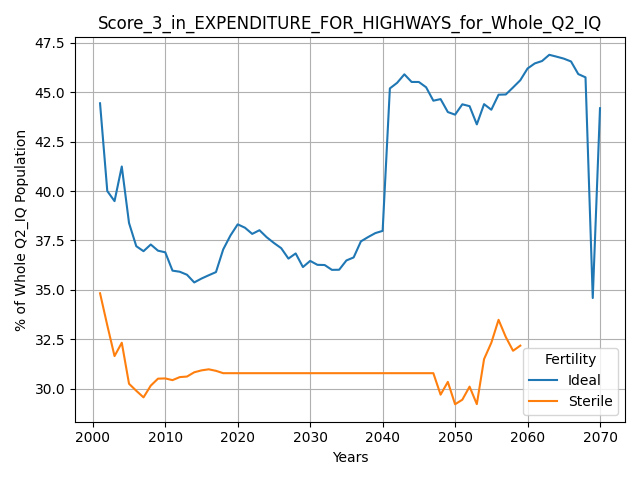 Score_3_in_EXPENDITURE_FOR_HIGHWAYS_for_Whole_Q2_IQ
% of Whole Q2_IQ Population
47.5
45.0
42.5
40.0
37.5
35.0
32.5
30.0
Fertility
Ideal
Sterile
2000 2010 2020 2030 2040 2050 2060 2070
Years